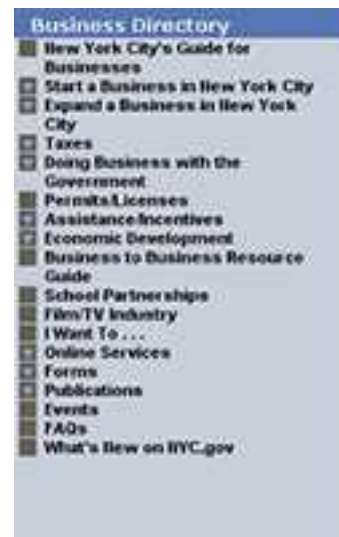 Business Directory
New York City's Guide for
Businesses
Start a Business in New York City
Expand a Business in New York
City
Taxes
Doing Business with the
Government
Permits/Licenses
Assistance/Incentives
Economic Development
Business to Business Resource
Guide
School Partnerships
Film/TV Industry
I Want To . . .
Online Services
Forms
Publications
Events
FAQs
What's New on NYC.gov